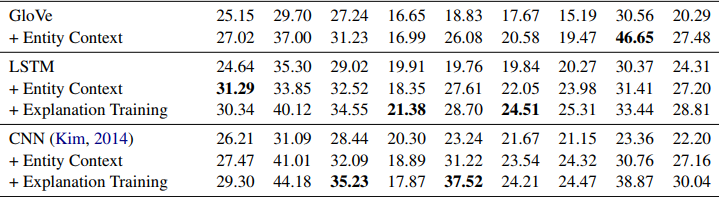 GloVe 25.15 29.70 27.24 16.65 18.83 17.67 15.19 30.56 20.29
+ Entity Context 27.02 37.00 31.23 16.99 26.08 20.58 19.47 46.65 27.48
LSTM 24.64 35.30 29.02 19.91 19.76 19.84 20.27 30.37 24.31
+ Entity Context 31.29 33.85 32.52 18.35 27.61 22.05 23.98 31.41 27.20
+ Explanation Training 30.34 40.12 34.55 21.38 28.70 24.51 25.31 33.44 28.81
CNN (Kim, 2014) 26.21 31.09 28.44 20.30 23.24 21.67 21.15 23.36 22.20
+ Entity Context 27.47 41.01 32.09 18.89 31.22 23.54 24.32 30.76 27.16
+ Explanation Training 29.30 44.18 35.23 17.87 37.52 24.21 24.47 38.87 30.04